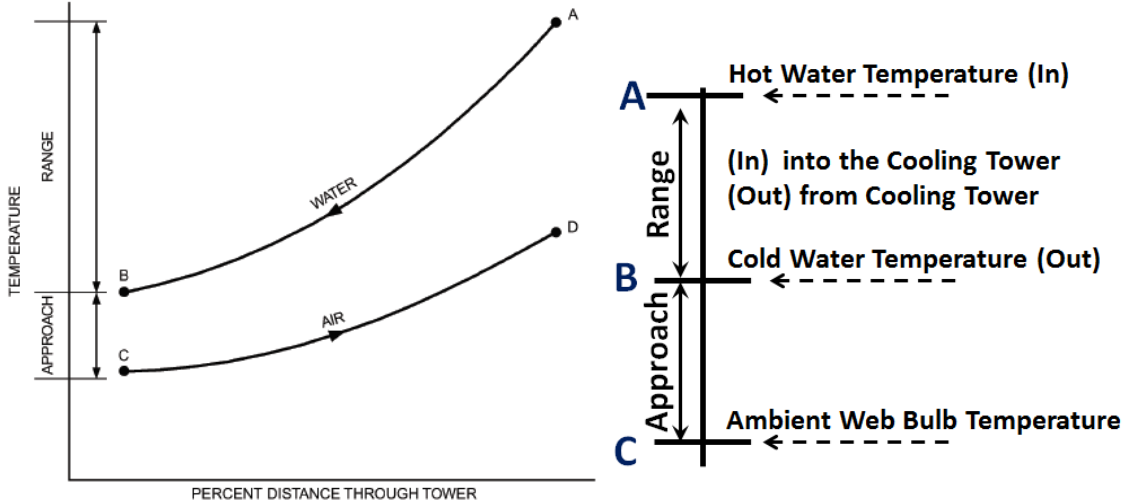 A
RANGE
WATER
D
TEMPERATURE
B
AIR
APPROACH
C
PERCENT DISTANCE THROUGH TOWER
Hot Water Temperature (In)
A
Range
(In) into the Cooling Tower
(Out) from Cooling Tower
Cold Water Temperature (Out)
B
Approach
Ambient Web Bulb Temperature
C